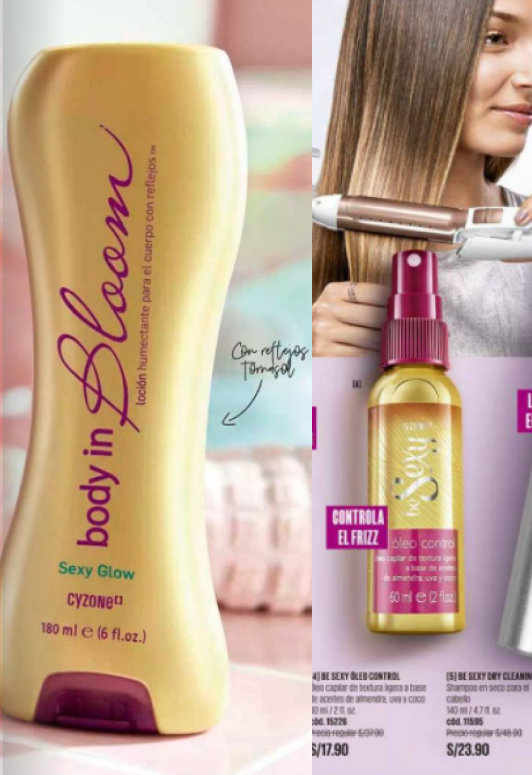 body in Bloom
loción humectante para el cuerpo con reflejos™
Sexy Glow
cyzone
180 ml e (6 fl.oz.)
Con reflejos
tornasol
[4]
CONTROLA
EL FRIZZ
be Sexy
óleo control
óleo capilar de textura ligera
a base de aceites
de almendra, uva y coco
60 ml e (2 fl.oz.)
4] BE SEXY ÓLEO CONTROL
óleo capilar de textura ligera a base
de aceites de almendra, uva y coco
60 ml / 2 fl. oz.
cód. 15226
Precio regular S/37.90
S/17.90
[5] BE SEXY DRY CLEANIN
Shampoo en seco para el
cabello
140 ml / 4.7 fl. oz.
cód. 11595
Precio regular S/48.90
S/23.90